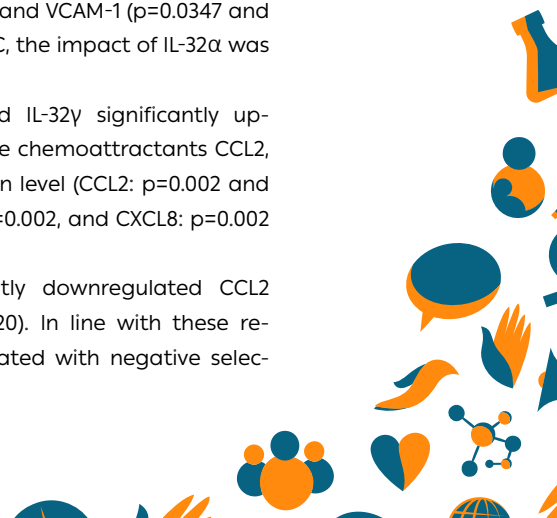 and VCAM-1 (p=0.0347 and
, the impact of IL-32α was
IL-32γ significantly up-
chemoattractants CCL2,
level (CCL2: p=0.002 and
=0.002, and CXCL8: p=0.002
downregulated CCL2
20). In line with these re-
with negative selec-